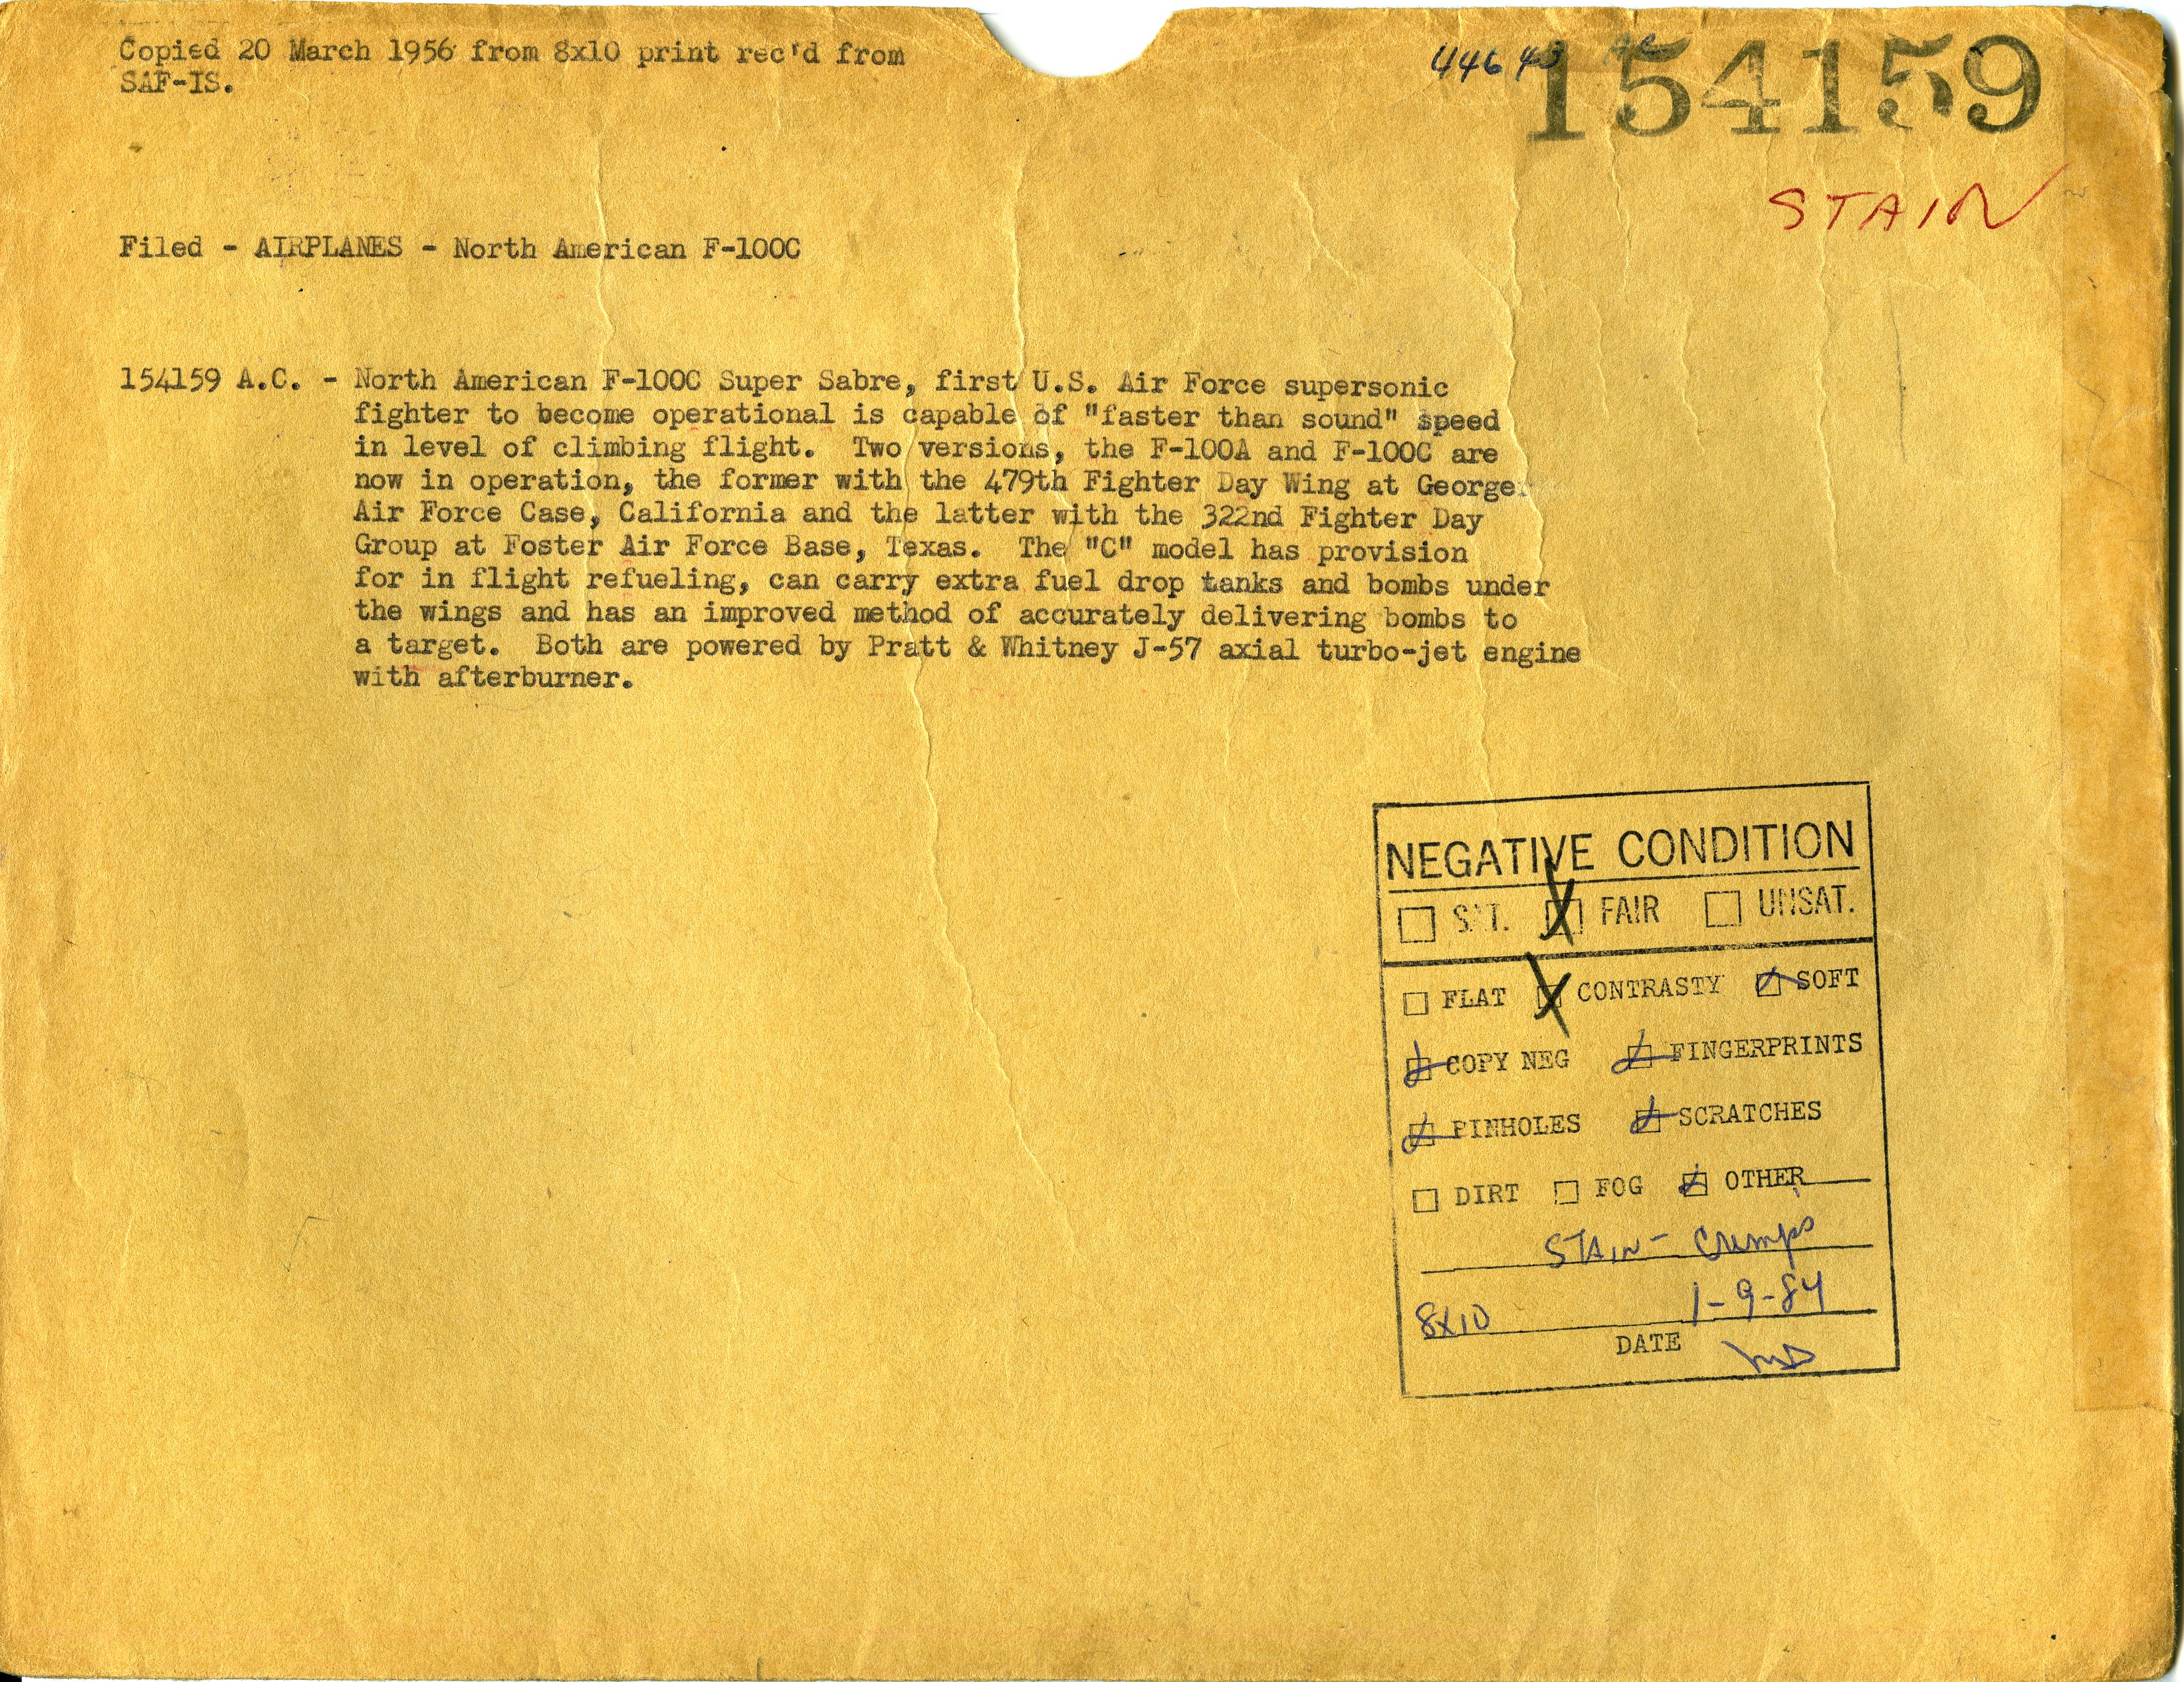 Copied 20 March 1956 from 8x10 print rec'd from
SAF-IS.
44643 AC
154159
STAIN
Filed - AIRPLANES - North American F-100C
154159 A.C. - North American F-100C Super Sabre, first U.S. Air Force supersonic
fighter to become operational is capable of "faster than sound" speed
in level of climbing flight. Two versions, the F-100A and F-100C are
now in operation, the former with the 479th Fighter Day Wing at George
Air Force Case, California and the latter with the 322nd Fighter Day
Group at Foster Air Force Base, Texas. The "C" model has provision
for in flight refueling, can carry extra fuel drop tanks and bombs under
the wings and has an improved method of accurately delivering bombs to
a target. Both are powered by Pratt & Whitney J-57 axial turbo-jet engine
with afterburner.
NEGATIVE CONDITION
SAT. FAIR UNSAT.
FLAT CONTRASTY SOFT
COPY NEG FINGERPRINTS
PINHOLES SCRATCHES
DIRT FOG OTHER
STAIN - Crimps
8x10 1-9-84
DATE